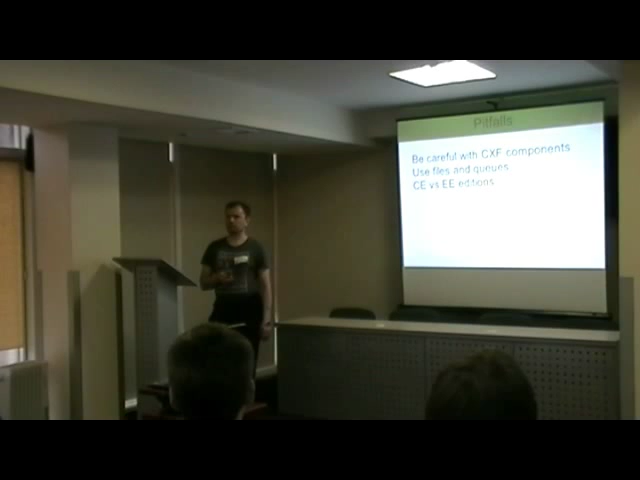 Pitfalls
Be careful with CXF components
Use files and queues
CE vs EE editions